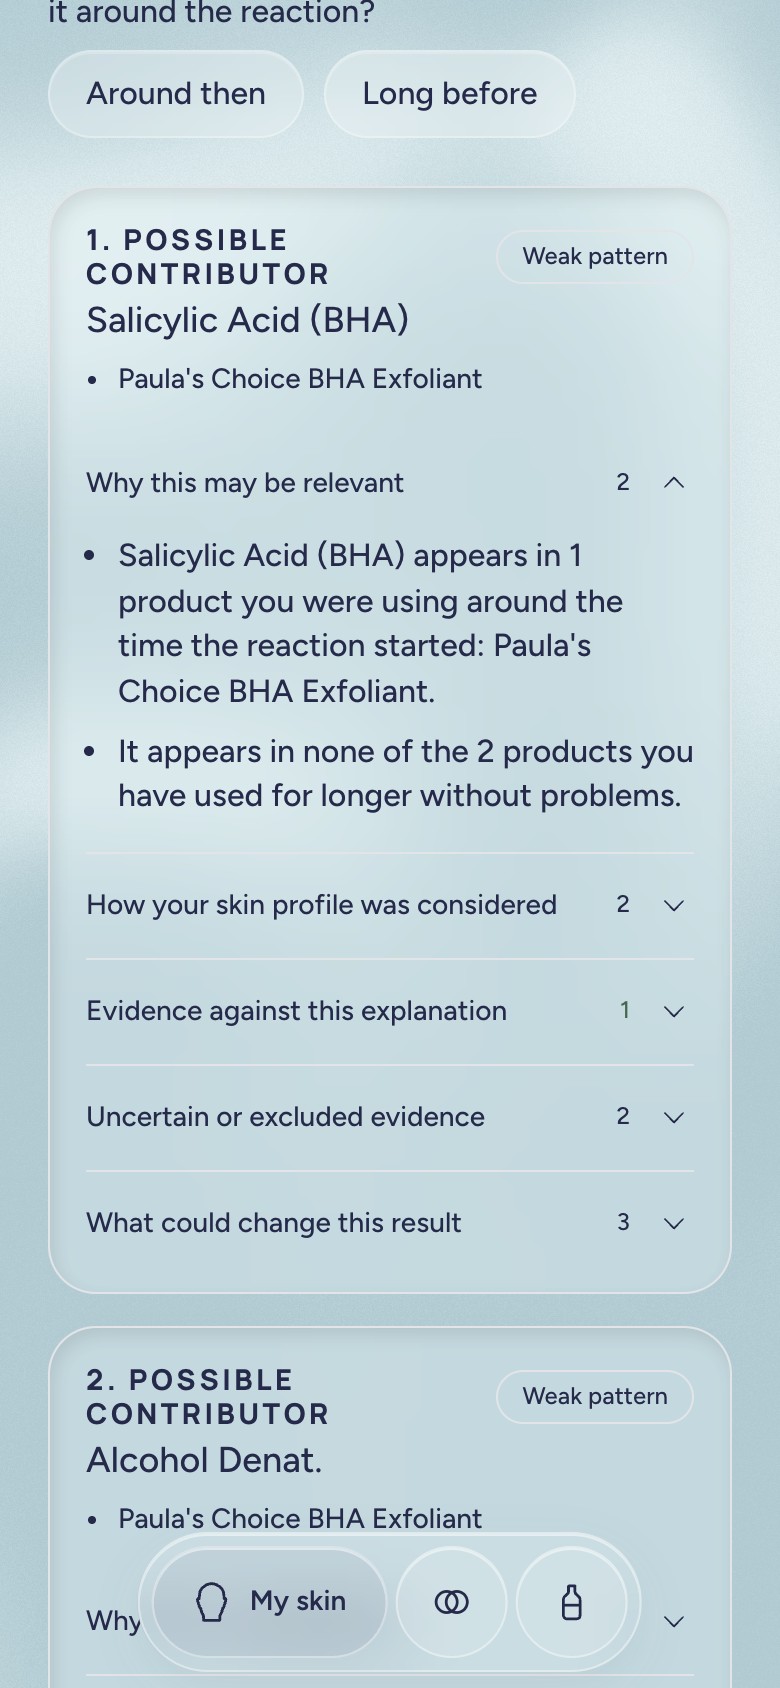 it around the reaction?
Around then
Long before
1. POSSIBLE
CONTRIBUTOR
Weak pattern
Salicylic Acid (BHA)
• Paula's Choice BHA Exfoliant
Why this may be relevant 2
• Salicylic Acid (BHA) appears in 1
product you were using around the
time the reaction started: Paula's
Choice BHA Exfoliant.
• It appears in none of the 2 products you
have used for longer without problems.
How your skin profile was considered 2
Evidence against this explanation 1
Uncertain or excluded evidence 2
What could change this result 3
2. POSSIBLE
CONTRIBUTOR
Weak pattern
Alcohol Denat.
• Paula's Choice BHA Exfoliant
Why
My skin